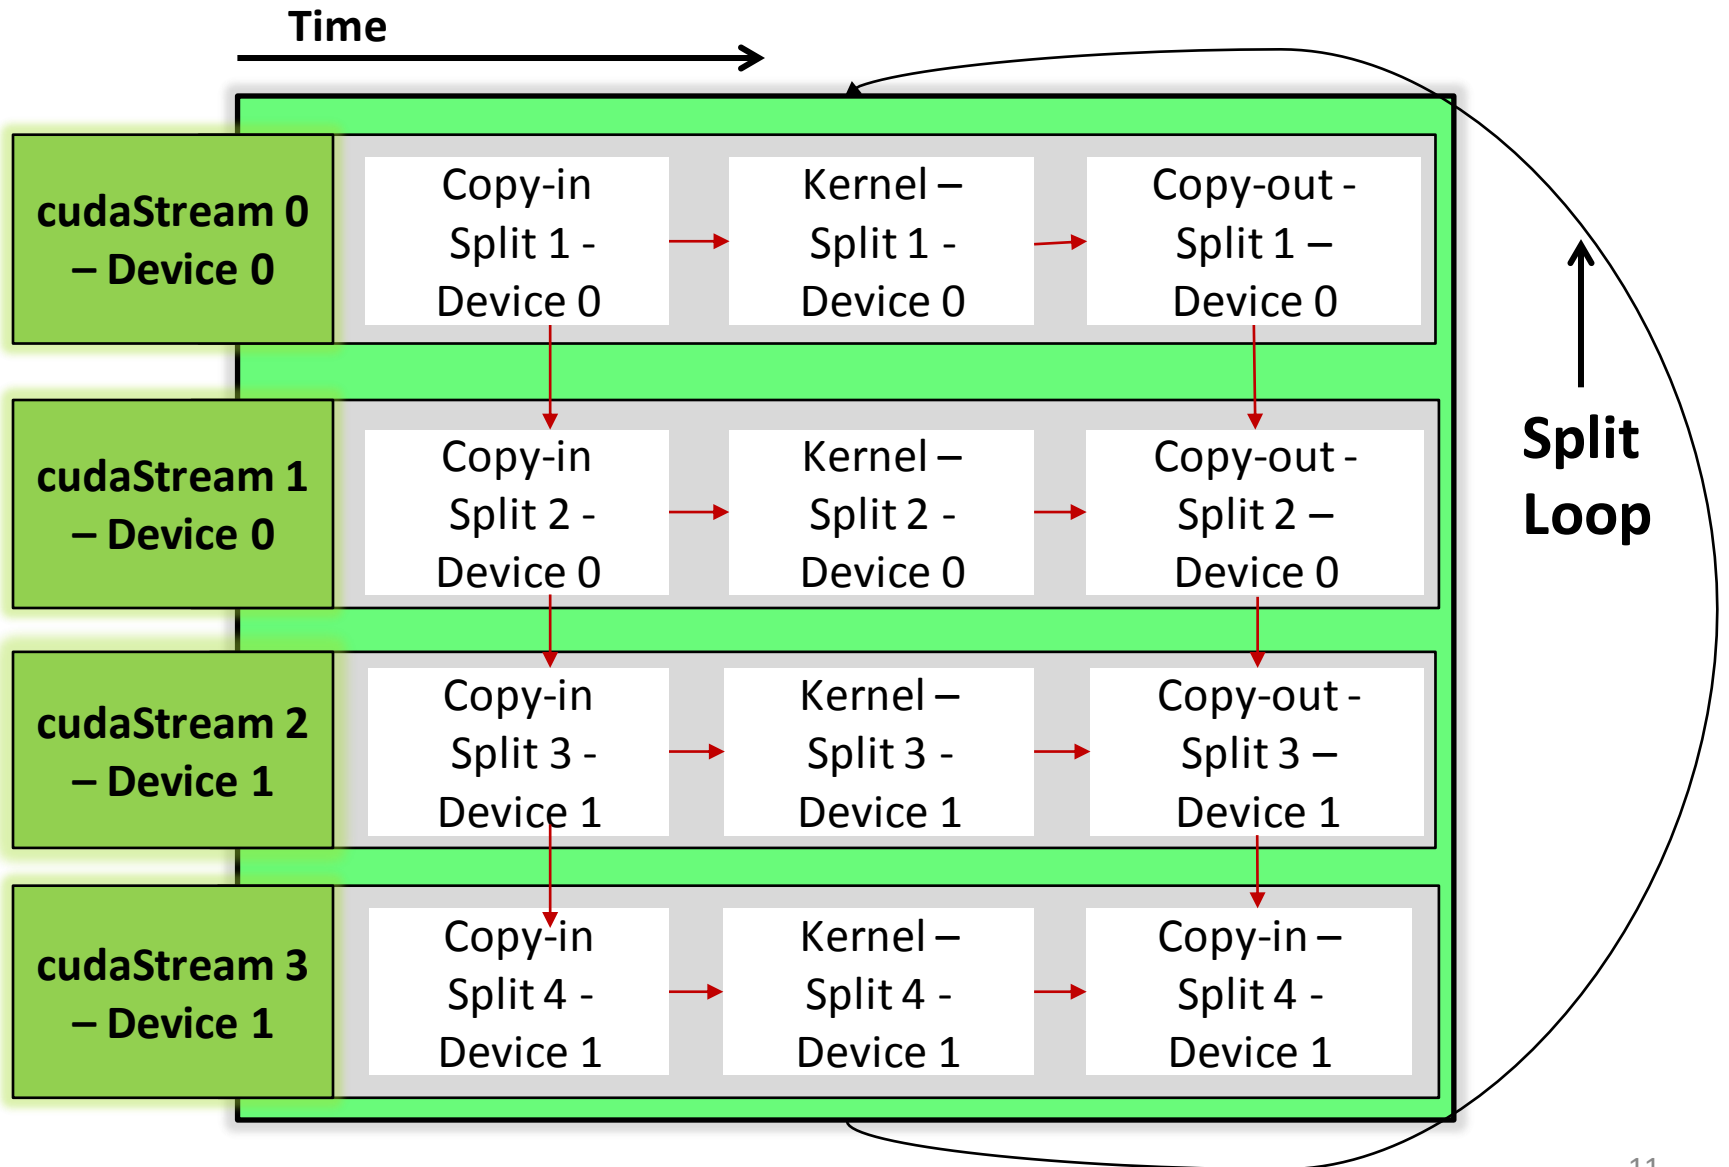 Time
cudaStream 0
– Device 0
Copy-in
Split 1 -
Device 0
Kernel –
Split 1 -
Device 0
Copy-out -
Split 1 –
Device 0
cudaStream 1
– Device 0
Copy-in
Split 2 -
Device 0
Kernel –
Split 2 -
Device 0
Copy-out -
Split 2 –
Device 0
Split
Loop
cudaStream 2
– Device 1
Copy-in
Split 3 -
Device 1
Kernel –
Split 3 -
Device 1
Copy-out -
Split 3 –
Device 1
cudaStream 3
– Device 1
Copy-in
Split 4 -
Device 1
Kernel –
Split 4 -
Device 1
Copy-in –
Split 4 -
Device 1
11